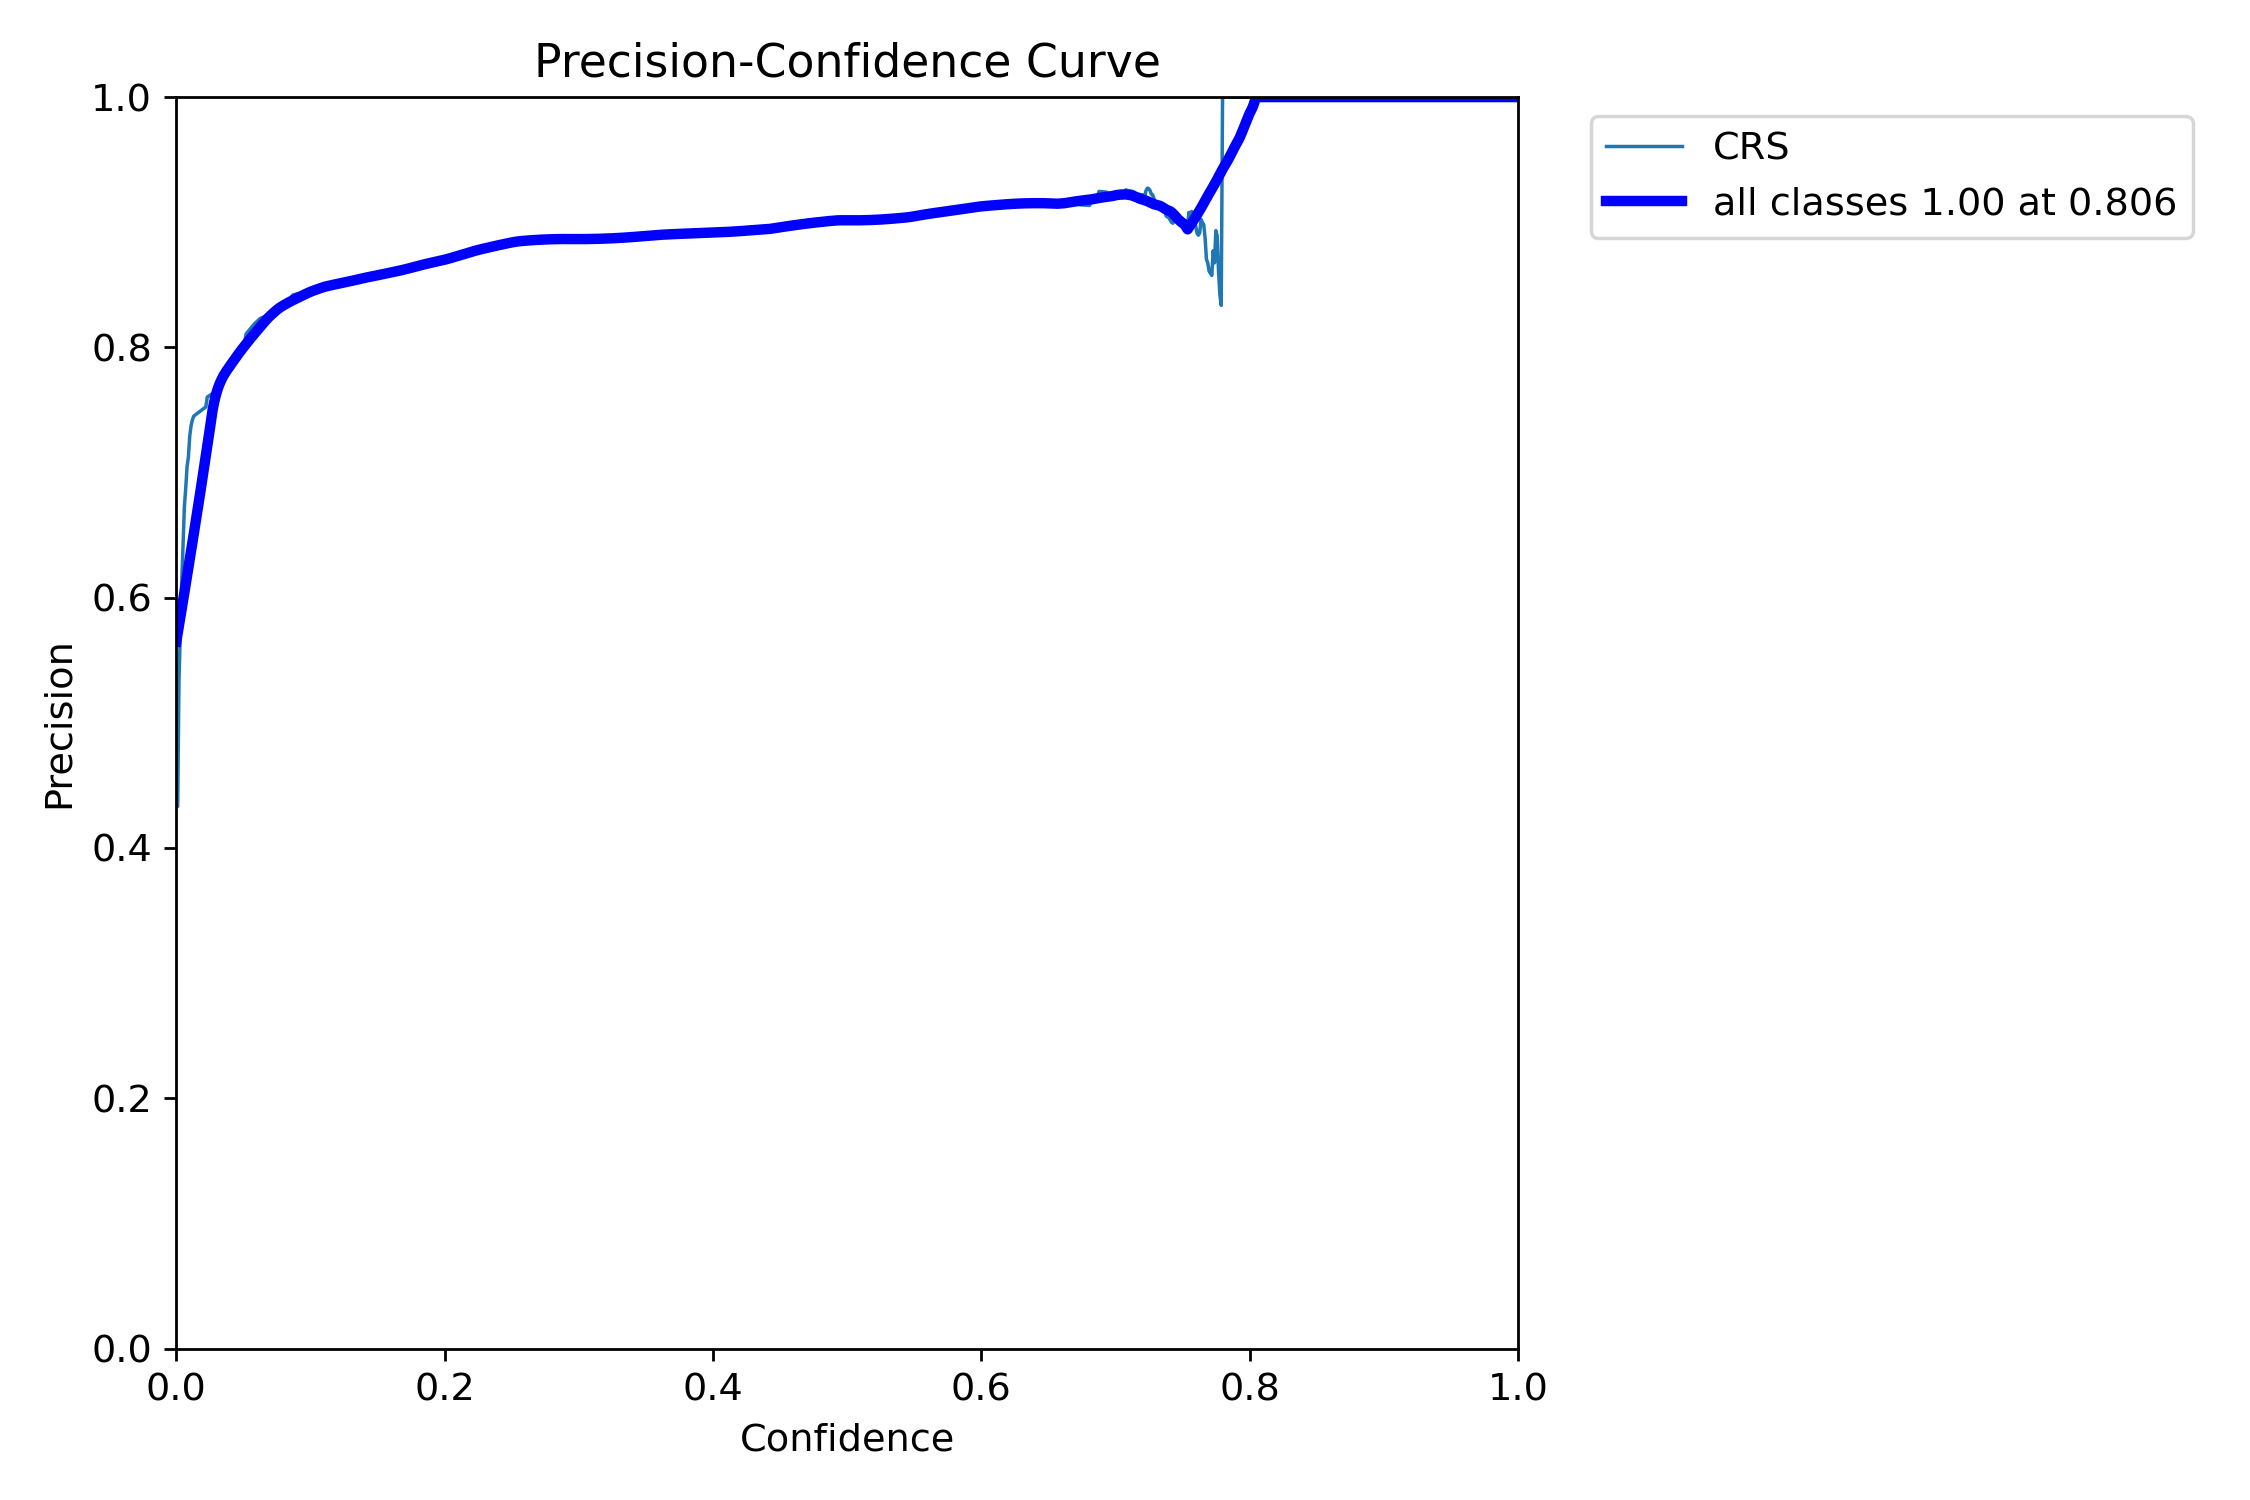 Precision-Confidence Curve
CRS
all classes 1.00 at 0.806
1.0
0.8
0.6
0.4
0.2
0.0
Precision
0.0 0.2 0.4 0.6 0.8 1.0
Confidence